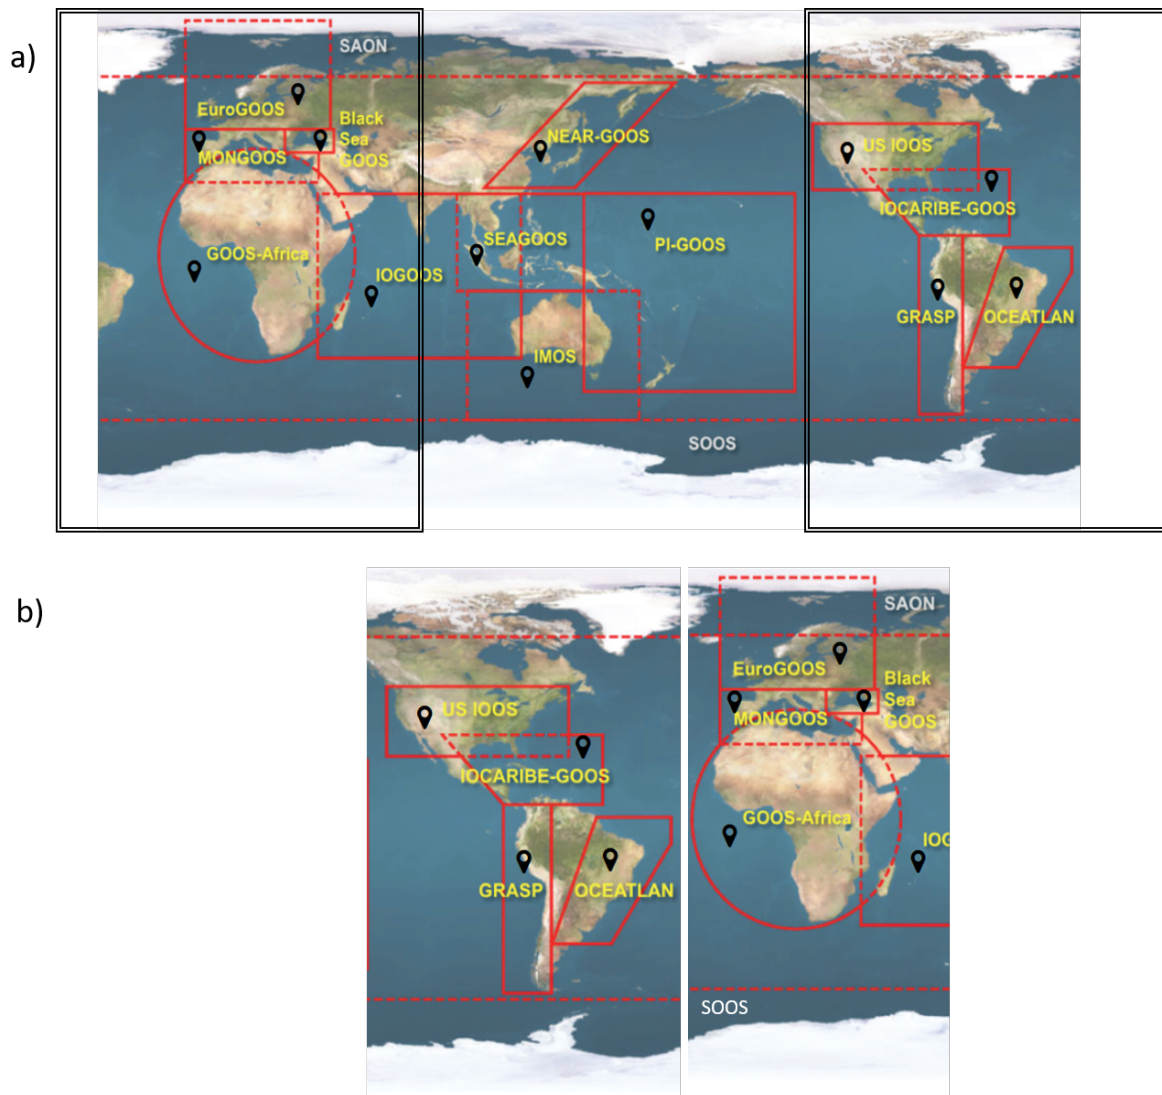 a)
SAON
EuroGOOS
Black
Sea
GOOS
MONGOOS
NEAR-GOOS
US IOOS
IOCARIBE-GOOS
GOOS-Africa
IOGOOS
SEAGOOS
PI-GOOS
GRASP
OCEATLAN
IMOS
SOOS
b)
US IOOS
IOCARIBE-GOOS
GRASP
OCEATLAN
SAON
EuroGOOS
Black
Sea
GOOS
MONGOOS
GOOS-Africa
IOG
SOOS